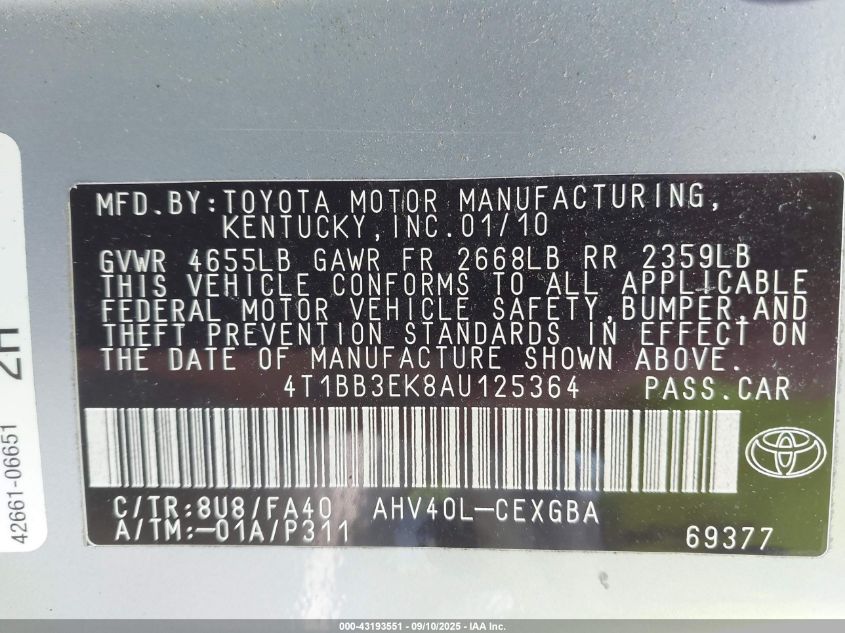 MFD.BY:TOYOTA MOTOR MANUFACTURING,
KENTUCKY,INC.01/10
GVWR 4655LB GAWR FR 2668LB RR 2359LB
THIS VEHICLE CONFORMS TO ALL APPLICABLE
FEDERAL MOTOR VEHICLE SAFETY,BUMPER,AND
THEFT PREVENTION STANDARDS IN EFFECT ON
THE DATE OF MANUFACTURE SHOWN ABOVE.
4T1BB3EK8AU125364 PASS.CAR
C/TR:8U8/FA40 AHV40L-CEXGBA
A/TM:-01A/P311
69377
42661-06651
000-43193551 - 09/10/2025 - IAA Inc.